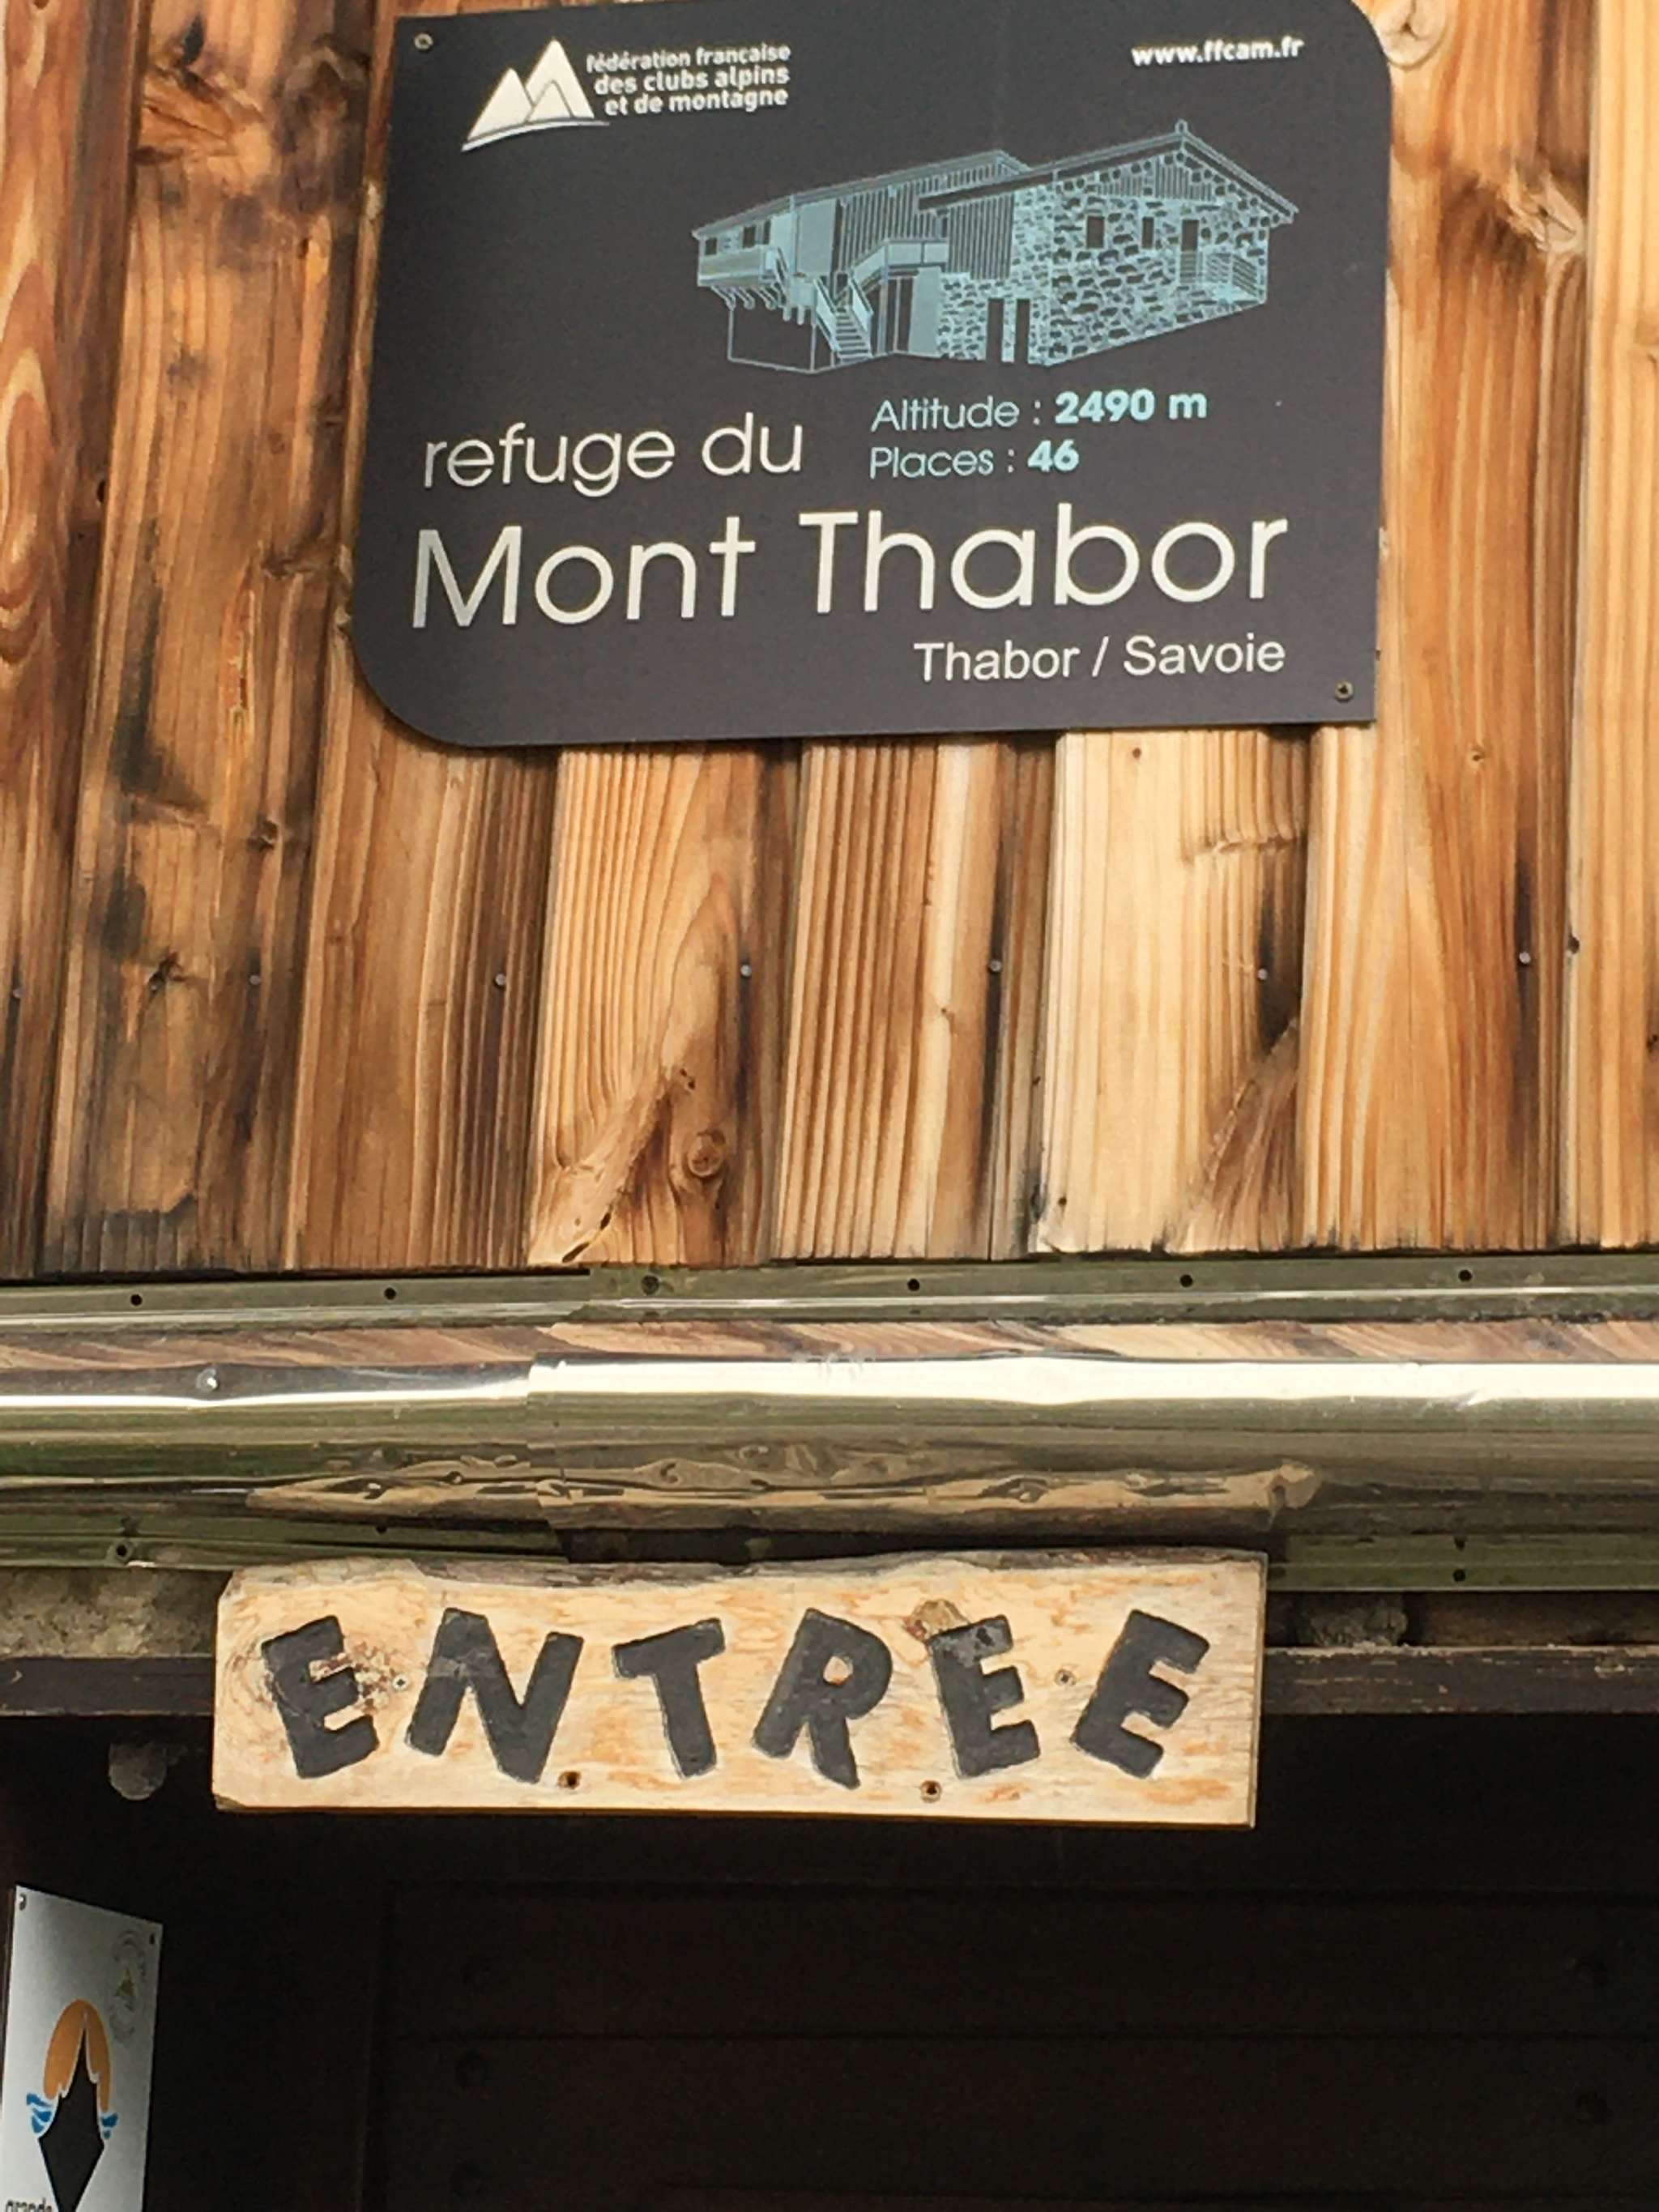 fédération française
des clubs alpins
et de montagne
www.ffcam.fr
Altitude : 2490 m
Places : 46
refuge du
Mont Thabor
Thabor / Savoie
ENTREE